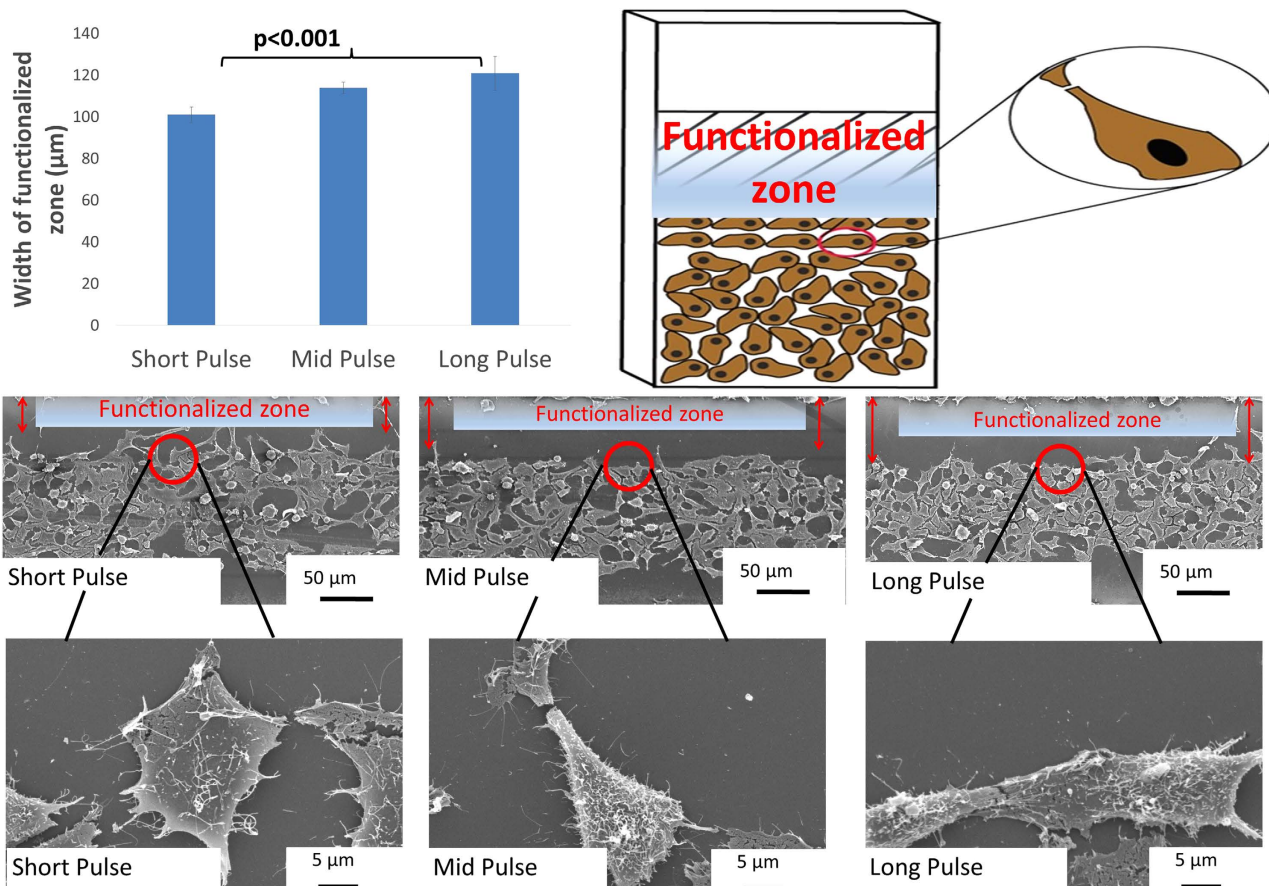 Width of functionalized
zone (µm)
140
120
100
80
60
40
20
0
p<0.001
Short Pulse
Mid Pulse
Long Pulse
Functionalized
zone
Functionalized zone
Short Pulse
50 µm
Functionalized zone
Mid Pulse
50 µm
Functionalized zone
Long Pulse
50 µm
Short Pulse
5 µm
Mid Pulse
5 µm
Long Pulse
5 µm